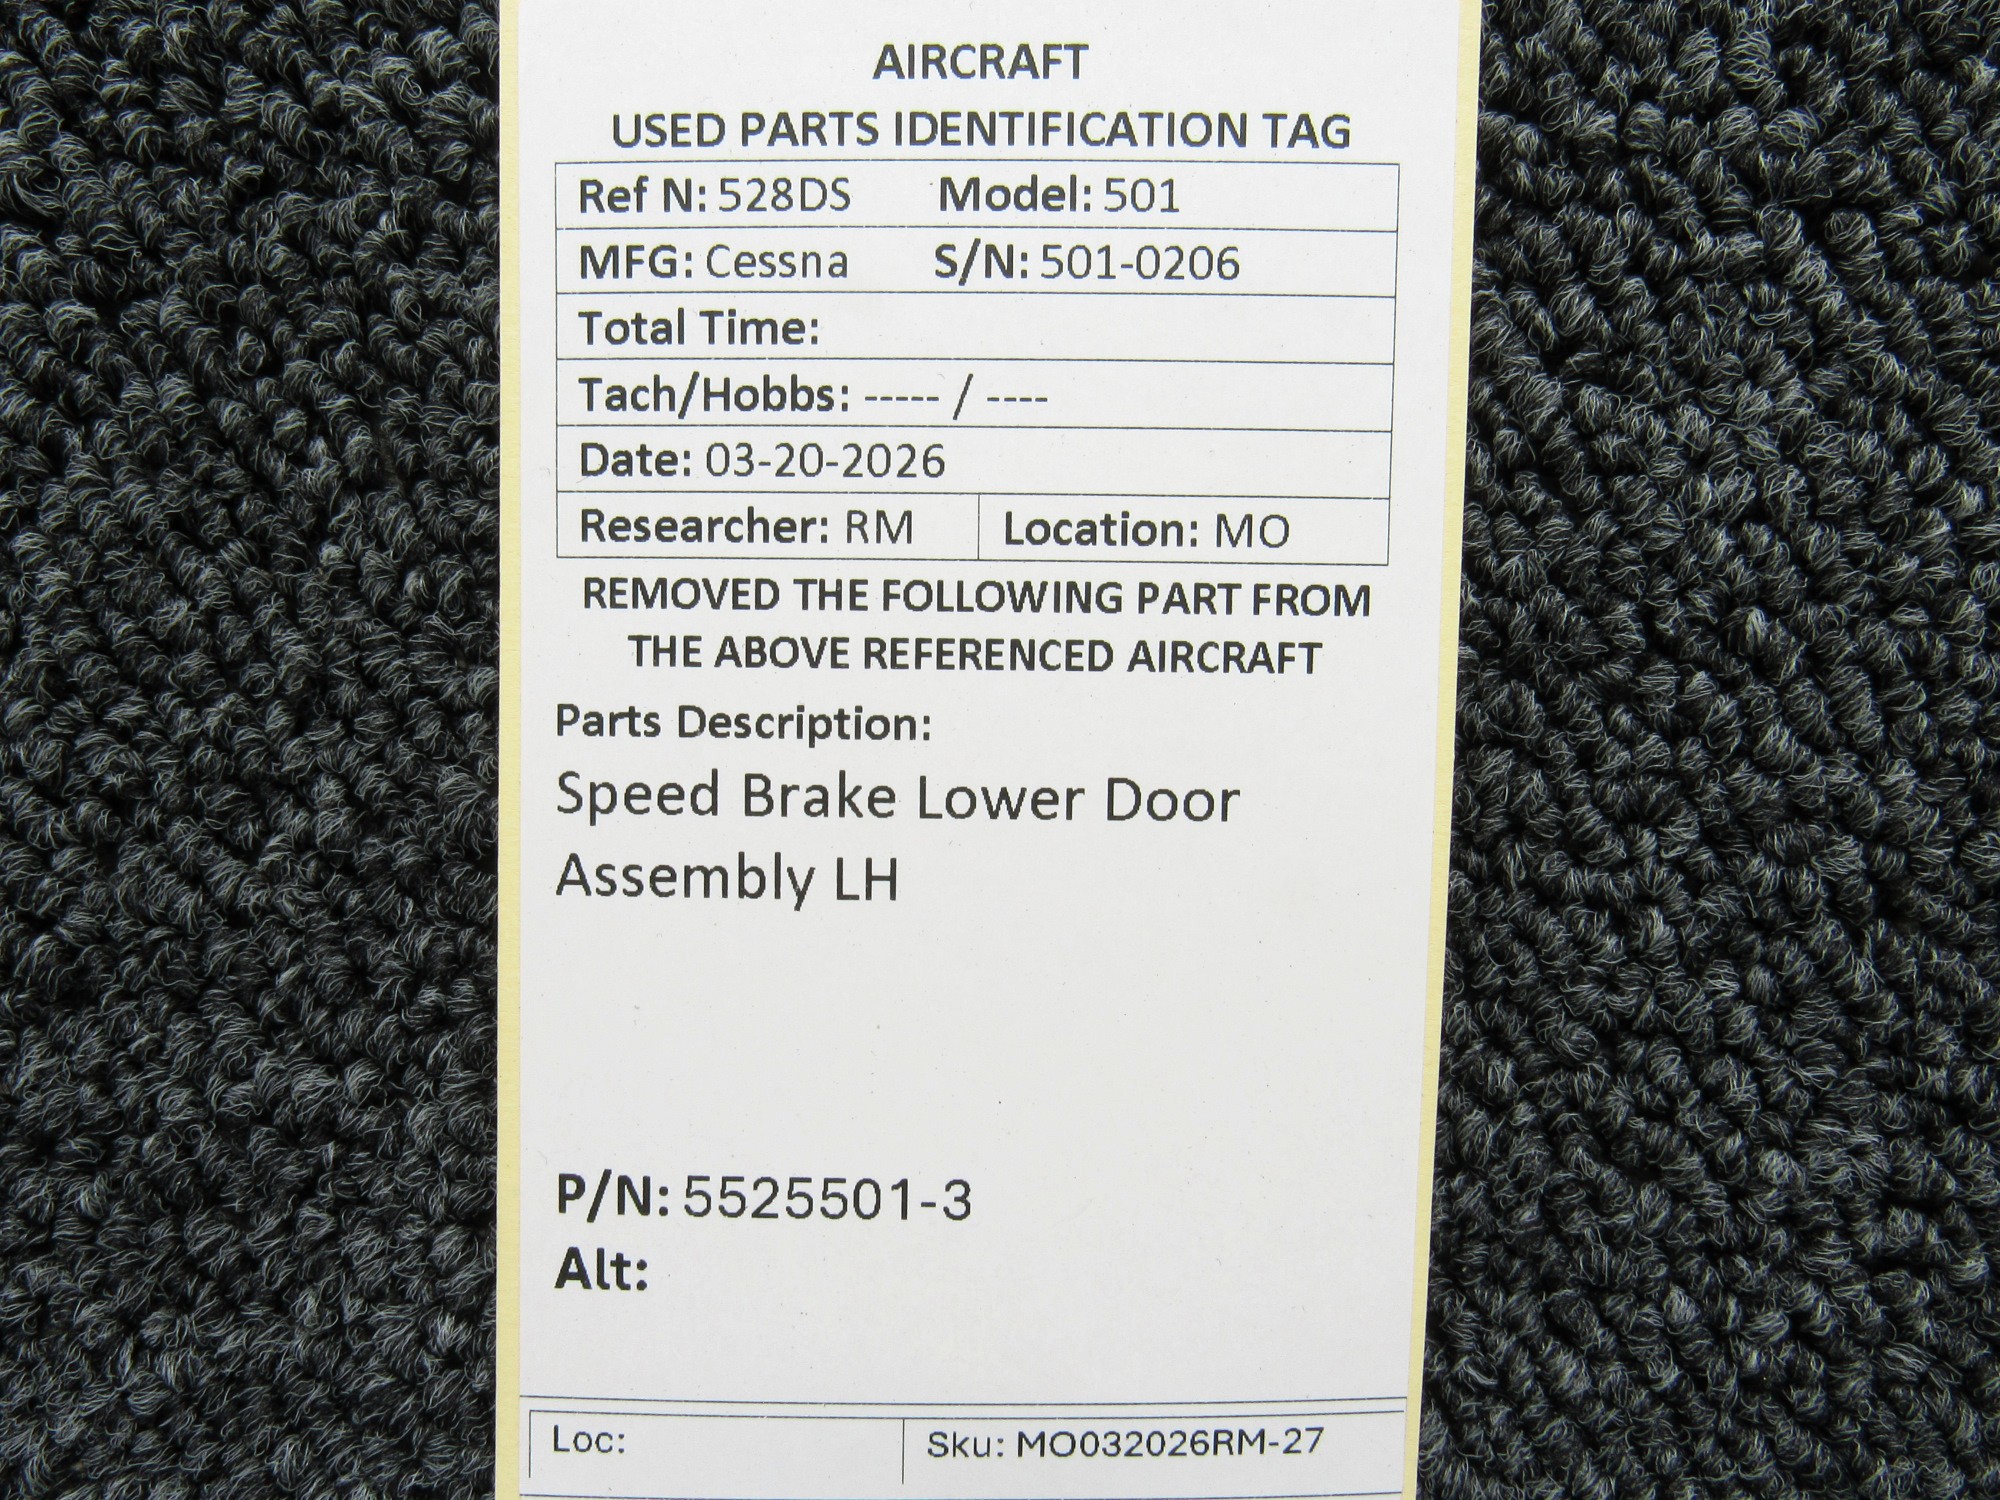 AIRCRAFT
USED PARTS IDENTIFICATION TAG
Ref N: 528DS Model: 501
MFG: Cessna S/N: 501-0206
Total Time:
Tach/Hobbs: ----- / ----
Date: 03-20-2026
Researcher: RM Location: MO
REMOVED THE FOLLOWING PART FROM
THE ABOVE REFERENCED AIRCRAFT
Parts Description:
Speed Brake Lower Door
Assembly LH
P/N: 5525501-3
Alt:
Loc: Sku: MO032026RM-27